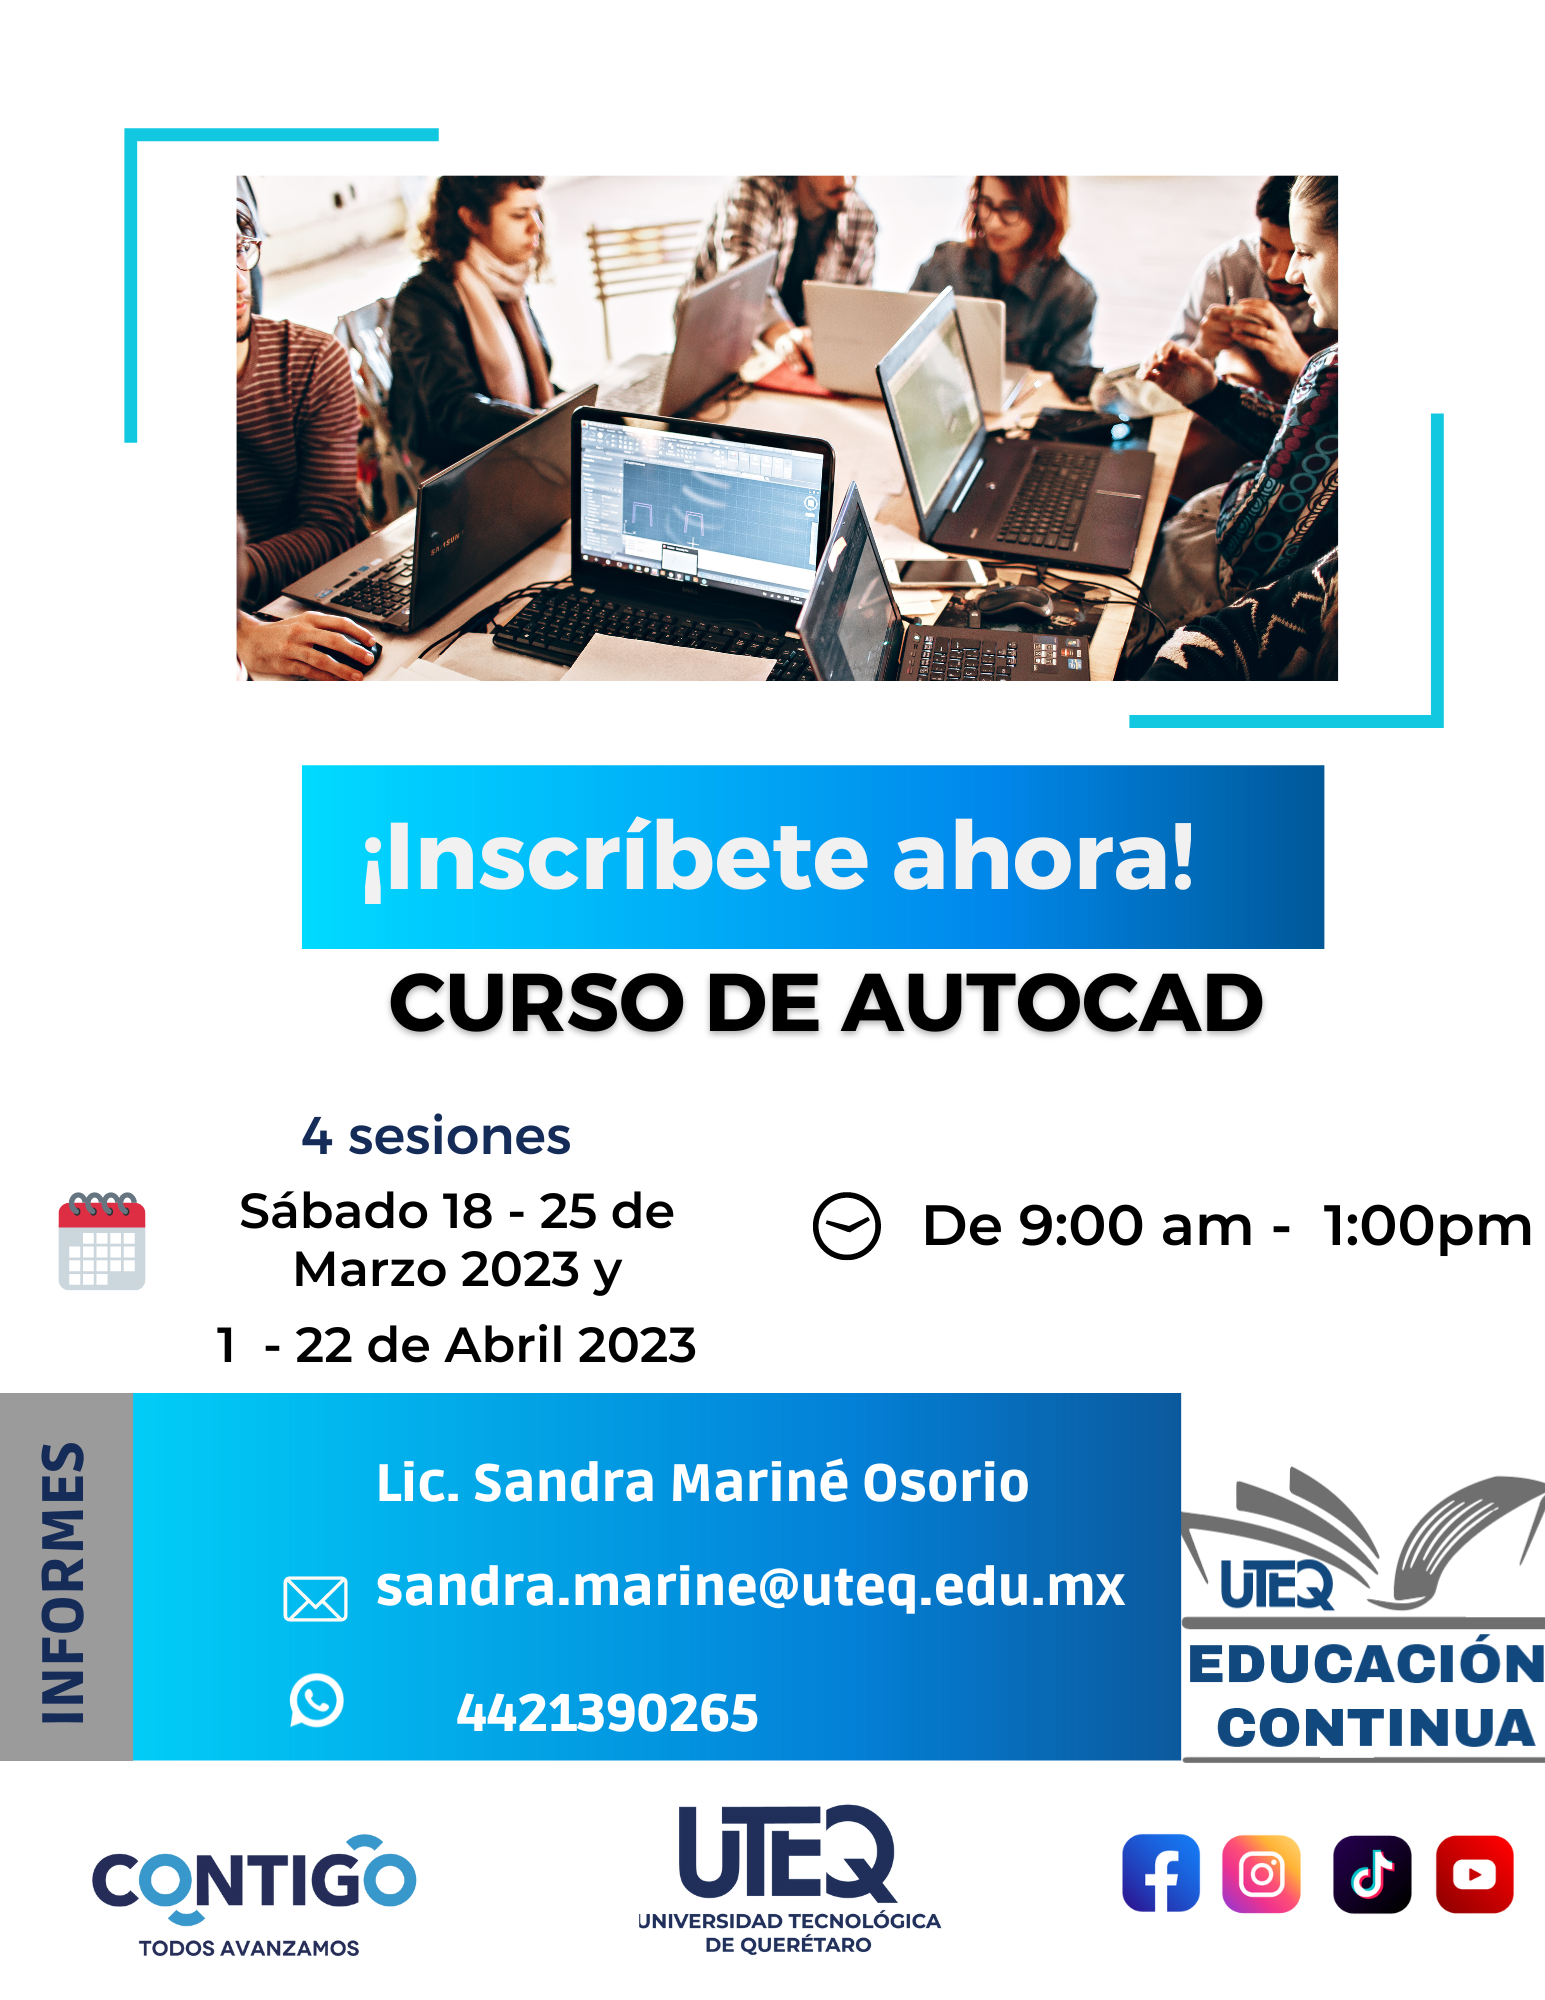 SAMSUNG
DELL
¡Inscríbete ahora!
CURSO DE AUTOCAD
4 sesiones
Sábado 18 - 25 de
Marzo 2023 y
1 - 22 de Abril 2023
De 9:00 am - 1:00pm
INFORMES
Lic. Sandra Mariné Osorio
sandra.marine@uteq.edu.mx
4421390265
UTEQ
EDUCACIÓN
CONTINUA
CONTIGO
TODOS AVANZAMOS
UTEQ
UNIVERSIDAD TECNOLÓGICA
DE QUERÉTARO